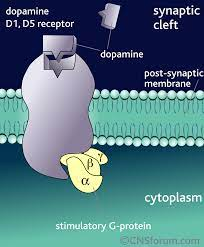 dopamine
D1, D5 receptor
synaptic
cleft
dopamine
post-synaptic
membrane
β
γ
α
cytoplasm
stimulatory G-protein
©CNSforum.com